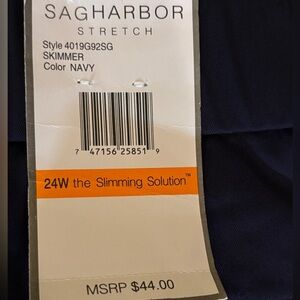 SAGHARBOR
STRETCH
Style 4019G92SG
SKIMMER
Color NAVY
7 47156 25851 9
24W the Slimming Solution™
MSRP $44.00